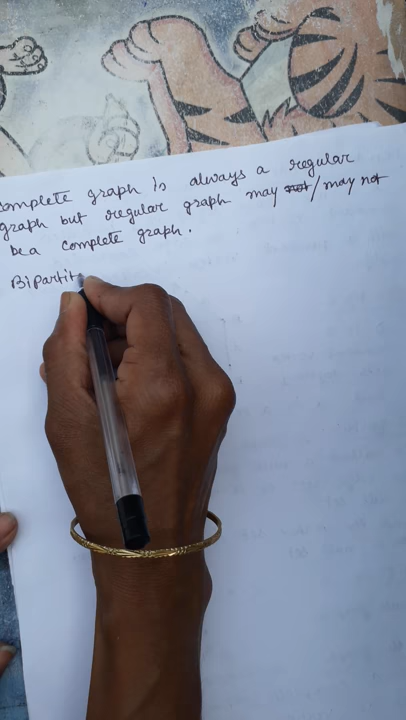 omplete graph is always a regular
graph but regular graph may not/may not
be a complete graph.
Bipartit